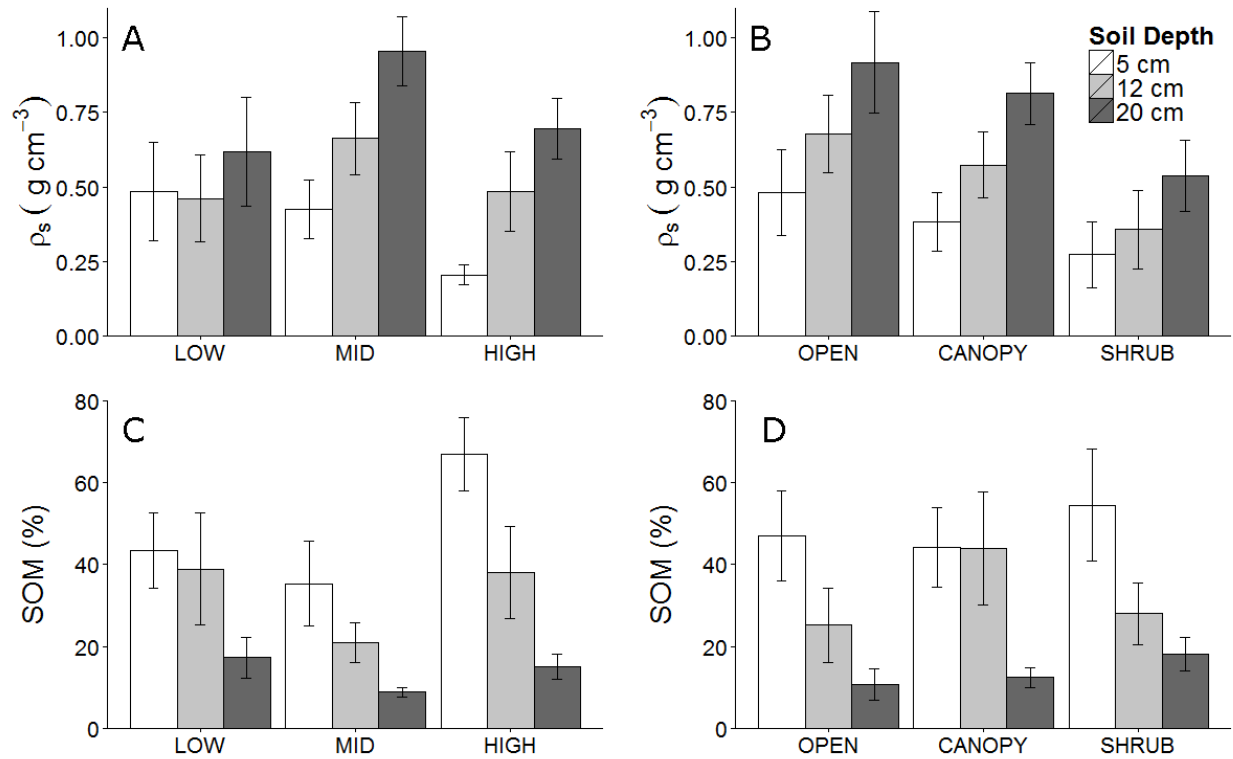 A
1.00
0.75
0.50
0.25
0.00
ρs ( g cm−3)
LOW MID HIGH
B
Soil Depth
5 cm
12 cm
20 cm
1.00
0.75
0.50
0.25
0.00
ρs ( g cm−3)
OPEN CANOPY SHRUB
C
80
60
40
20
0
SOM (%)
LOW MID HIGH
D
80
60
40
20
0
SOM (%)
OPEN CANOPY SHRUB